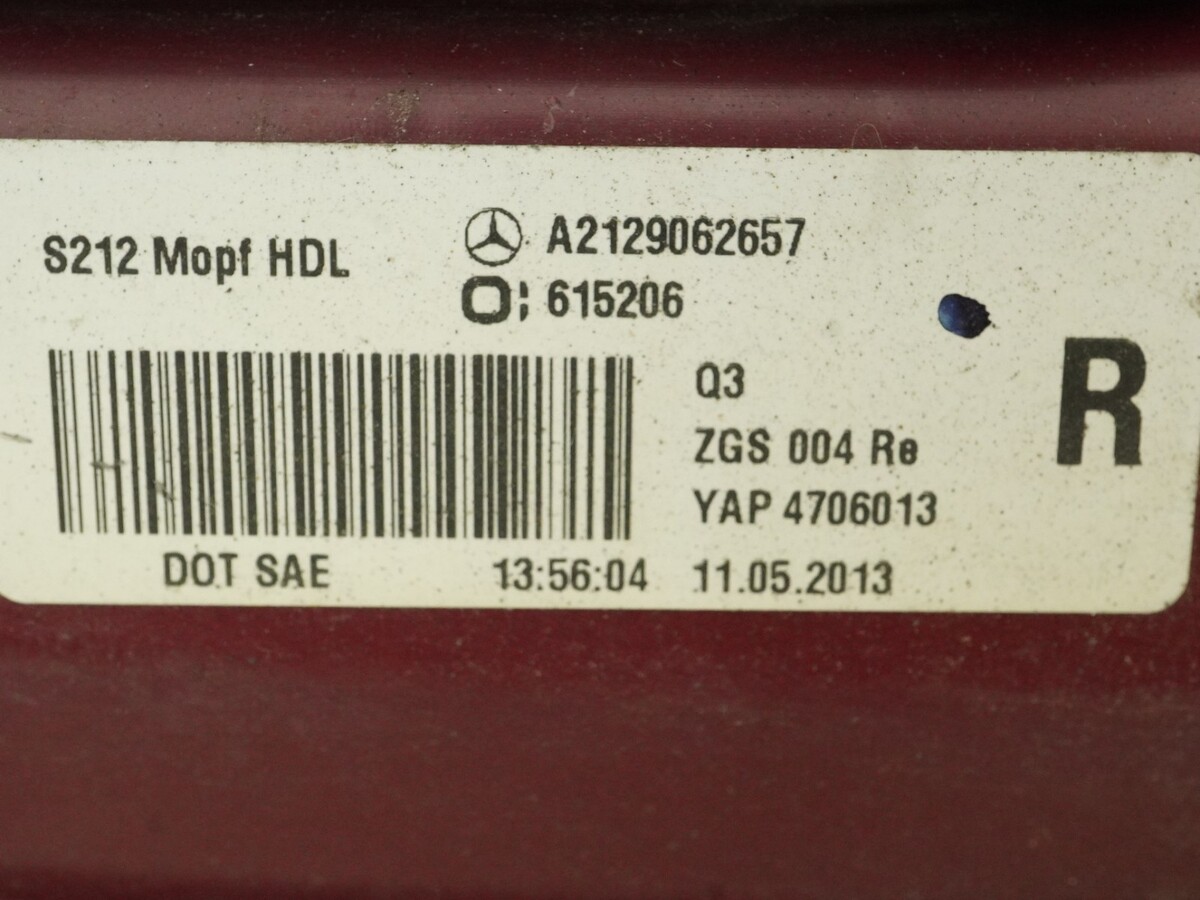 S212 Mopf HDL
A2129062657
615206
Q3
ZGS 004 Re
YAP 4706013
R
DOT SAE 13:56:04 11.05.2013